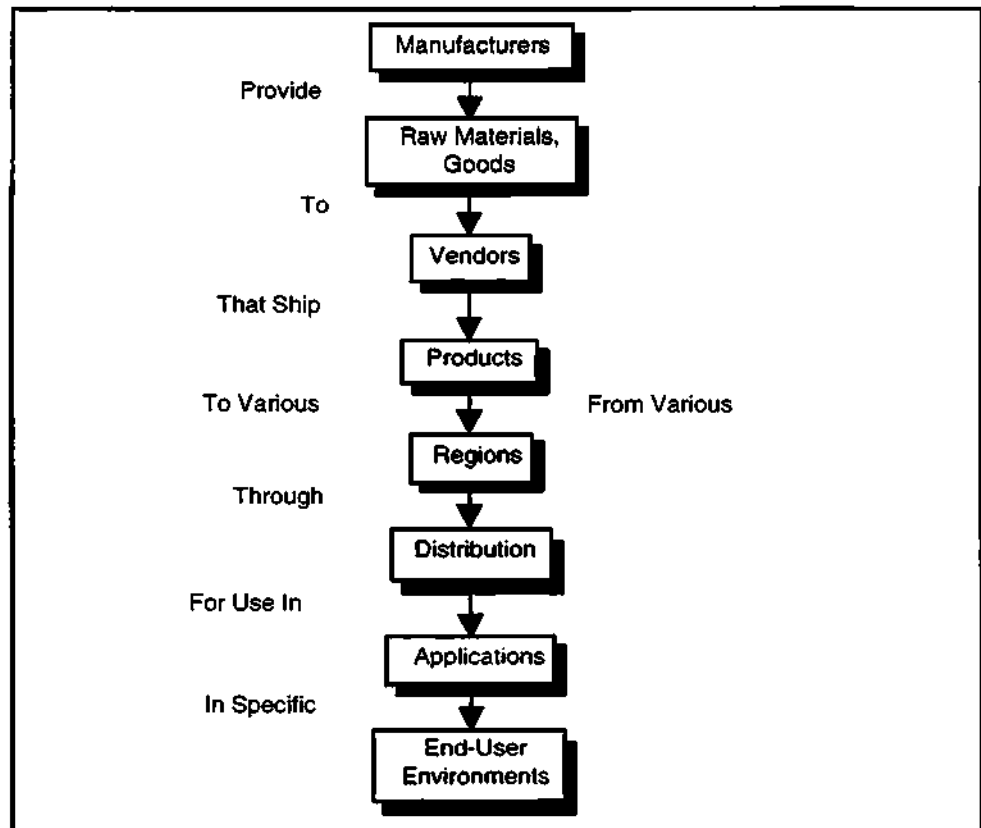 Manufacturers
Provide
Raw Materials,
Goods
To
Vendors
That Ship
Products
To Various
From Various
Regions
Through
Distribution
For Use In
Applications
In Specific
End-User
Environments